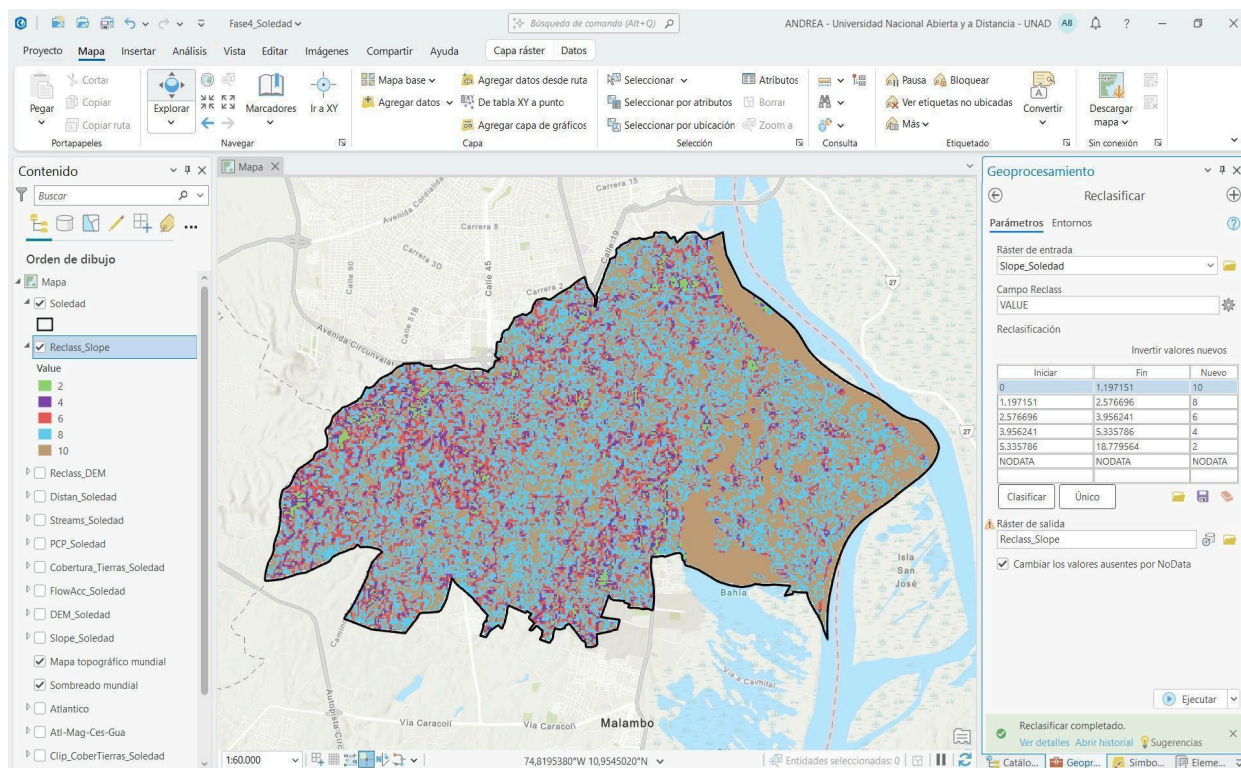 Fase4_Soledad
Búsqueda de comando (Alt+Q)
ANDREA - Universidad Nacional Abierta y a Distancia - UNAD
AB
?
Proyecto Mapa Insertar Análisis Vista Editar Imágenes Compartir Ayuda Capa ráster Datos
Pegar
Cortar
Copiar
Copiar ruta
Portapapeles
Explorar
Marcadores
Ir a XY
Navegar
Mapa base
Agregar datos
Agregar datos desde ruta
De tabla XY a punto
Agregar capa de gráficos
Capa
Seleccionar
Seleccionar por atributos
Seleccionar por ubicación
Atributos
Borrar
Zoom a
Selección
Consulta
Pausa
Bloquear
Ver etiquetas no ubicadas
Más
Convertir
Etiquetado
Descargar
mapa
Sin conexión
Contenido
Buscar
Orden de dibujo
Mapa
Soledad
Reclass_Slope
Value
2
4
6
8
10
Reclass_DEM
Distan_Soledad
Streams_Soledad
PCP_Soledad
Cobertura_Tierras_Soledad
FlowAcc_Soledad
DEM_Soledad
Slope_Soledad
Mapa topográfico mundial
Sombreado mundial
Atlantico
Atl-Mag-Ces-Gua
Clip_CoberTierras_Soledad
Mapa
Carrera 15
Avenida Cordialidad
Carrera 8
Calle 19
Carrera 3D
Calle 90
Calle 45
Carrera 2
Calle 51B
Avenida Circunvalar
27
27
Isla
San
José
Bahía
Camino
Vía a Caimital
Autopista Circ
Vía Caracolí
Vía Caracolí
Malambo
1:60.000
74,8195380°W 10,9545020°N
Entidades seleccionadas: 0
Geoprocesamiento
Reclasificar
Parámetros Entornos
Ráster de entrada
Slope_Soledad
Campo Reclass
VALUE
Reclasificación
Invertir valores nuevos
Iniciar Fin Nuevo
0 1,197151 10
1,197151 2,576696 8
2,576696 3,956241 6
3,956241 5,335786 4
5,335786 18,779564 2
NODATA NODATA NODATA
Clasificar Único
Ráster de salida
Reclass_Slope
Cambiar los valores ausentes por NoData
Ejecutar
Reclasificar completado.
Ver detalles Abrir historial Sugerencias
Catálo... Geopr... Simbo... Eleme...